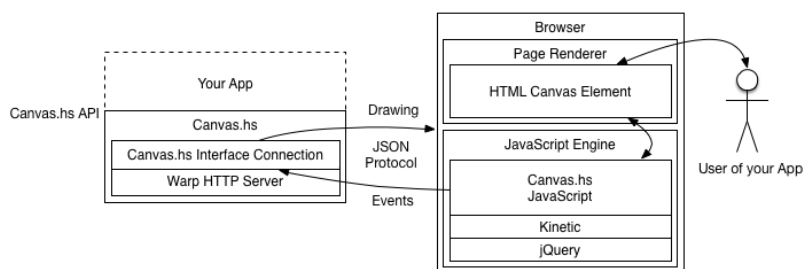 Browser
Page Renderer
Your App
HTML Canvas Element
Canvas.hs API
Drawing
Canvas.hs
JavaScript Engine
Canvas.hs Interface Connection
JSON
Protocol
User of your App
Warp HTTP Server
Canvas.hs
JavaScript
Events
Kinetic
jQuery